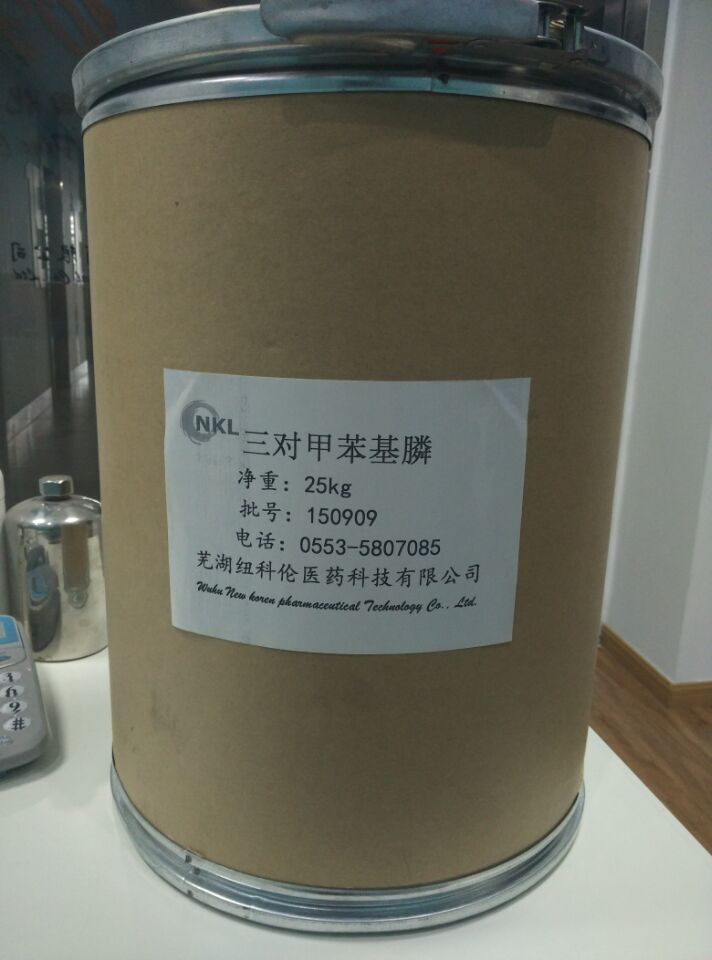 NKL
三对甲苯基膦
净重：25kg
批号：150909
电话：0553-5807085
芜湖纽科伦医药科技有限公司
Wuhu New koren pharmaceutical Technology Co., Ltd.
#